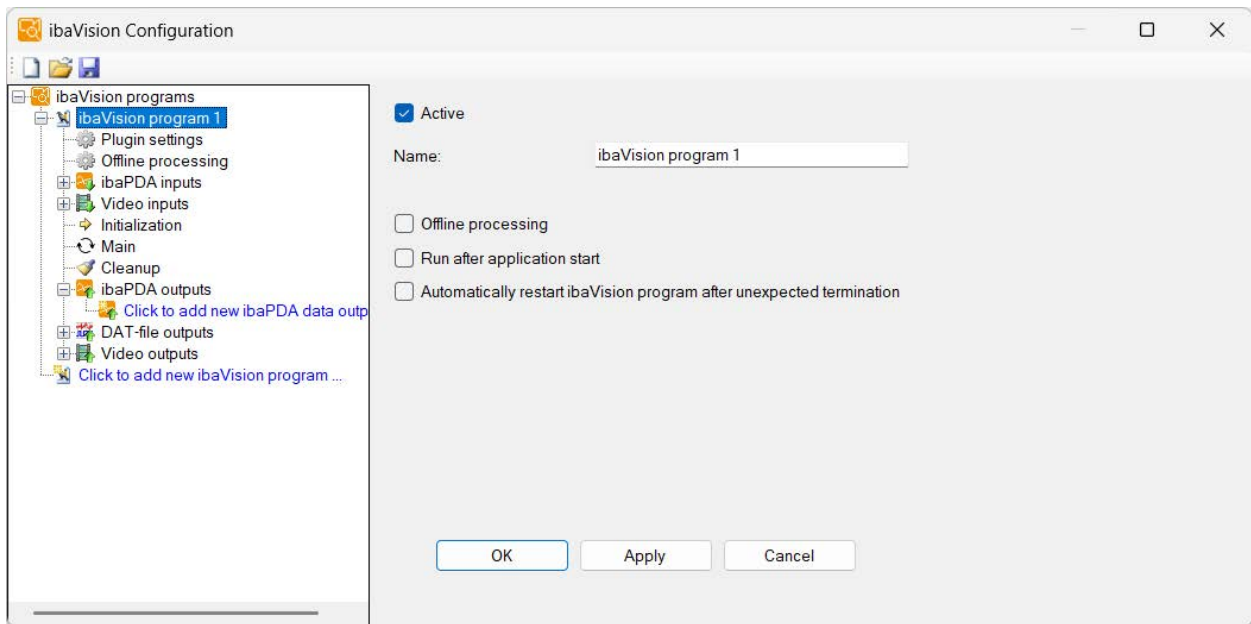 ibaVision Configuration
ibaVision programs
ibaVision program 1
Plugin settings
Offline processing
ibaPDA inputs
Video inputs
Initialization
Main
Cleanup
ibaPDA outputs
Click to add new ibaPDA data outp
DAT-file outputs
Video outputs
Click to add new ibaVision program ...
Active
Name: ibaVision program 1
Offline processing
Run after application start
Automatically restart ibaVision program after unexpected termination
OK Apply Cancel